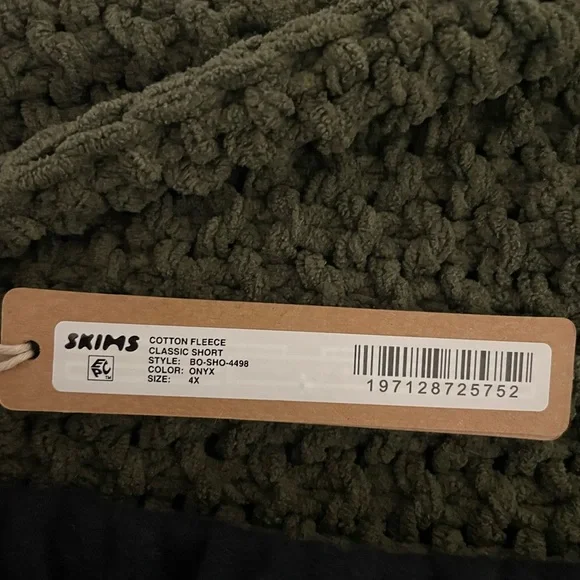 SKIMS
COTTON FLEECE
CLASSIC SHORT
STYLE: BO-SHO-4498
COLOR: ONYX
SIZE: 4X
197128725752